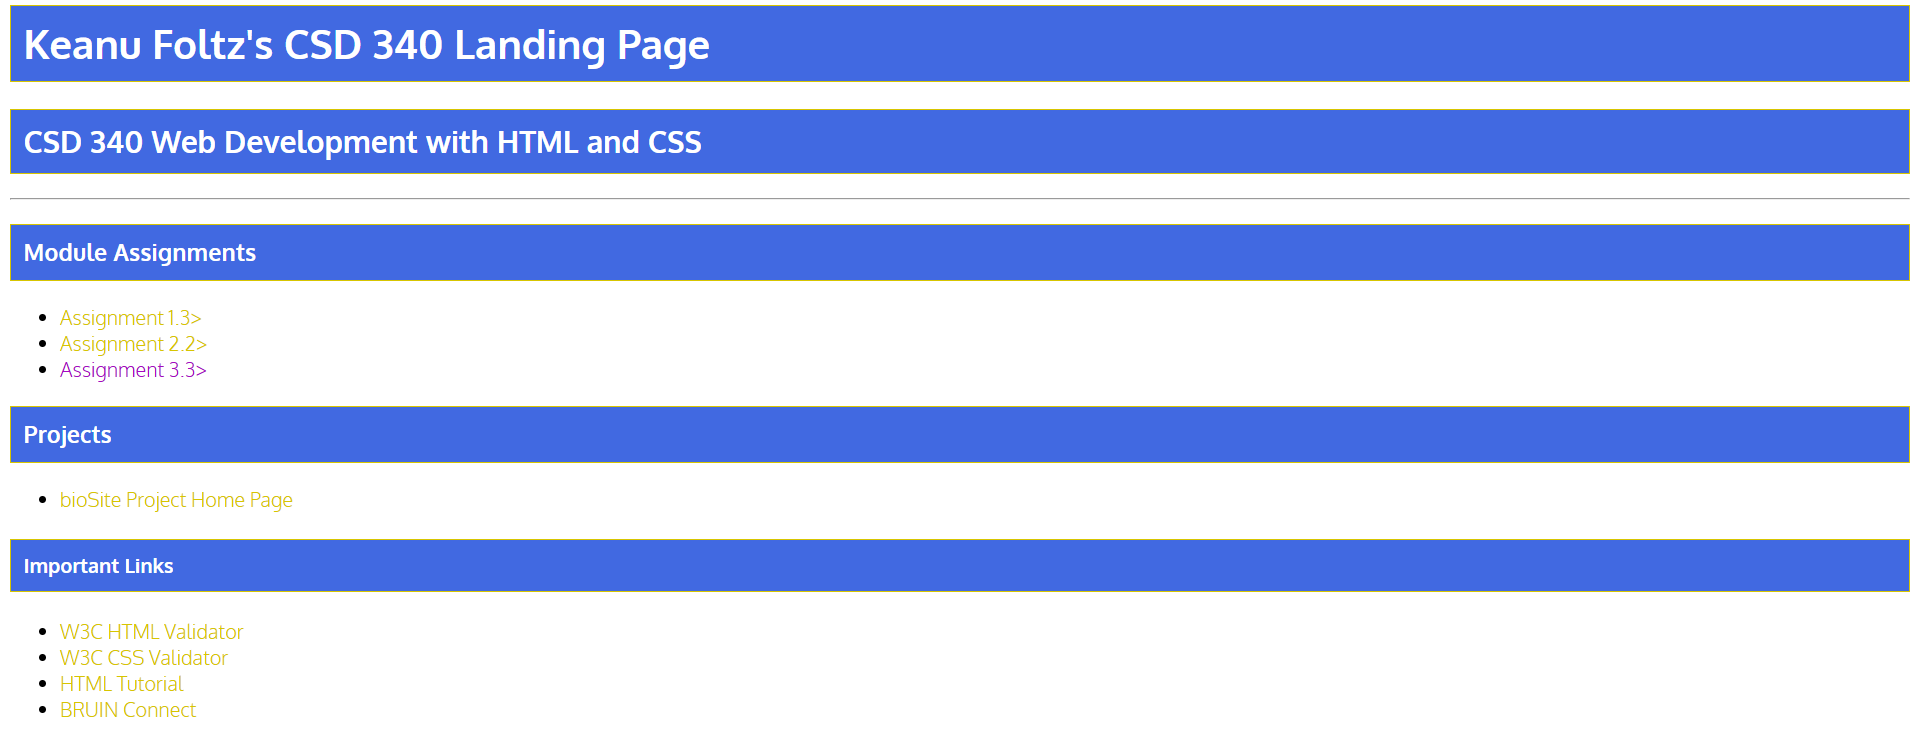 Keanu Foltz's CSD 340 Landing Page
CSD 340 Web Development with HTML and CSS
Module Assignments
Assignment 1.3>
Assignment 2.2>
Assignment 3.3>
Projects
bioSite Project Home Page
Important Links
W3C HTML Validator
W3C CSS Validator
HTML Tutorial
BRUIN Connect